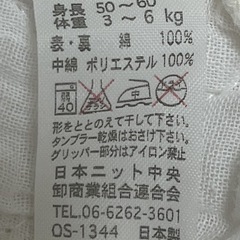 身長 50～60
体重 3～6 kg
表・裏 綿 100%
中綿 ポリエステル 100%
弱 40
形をととのえて干して下さい。
タンブラー乾燥はおさけ下さい。
グリッパー部分はアイロン禁止
日本ニット中央
卸商業組合連合会
TEL.06-6262-3601
OS-1344 日本製